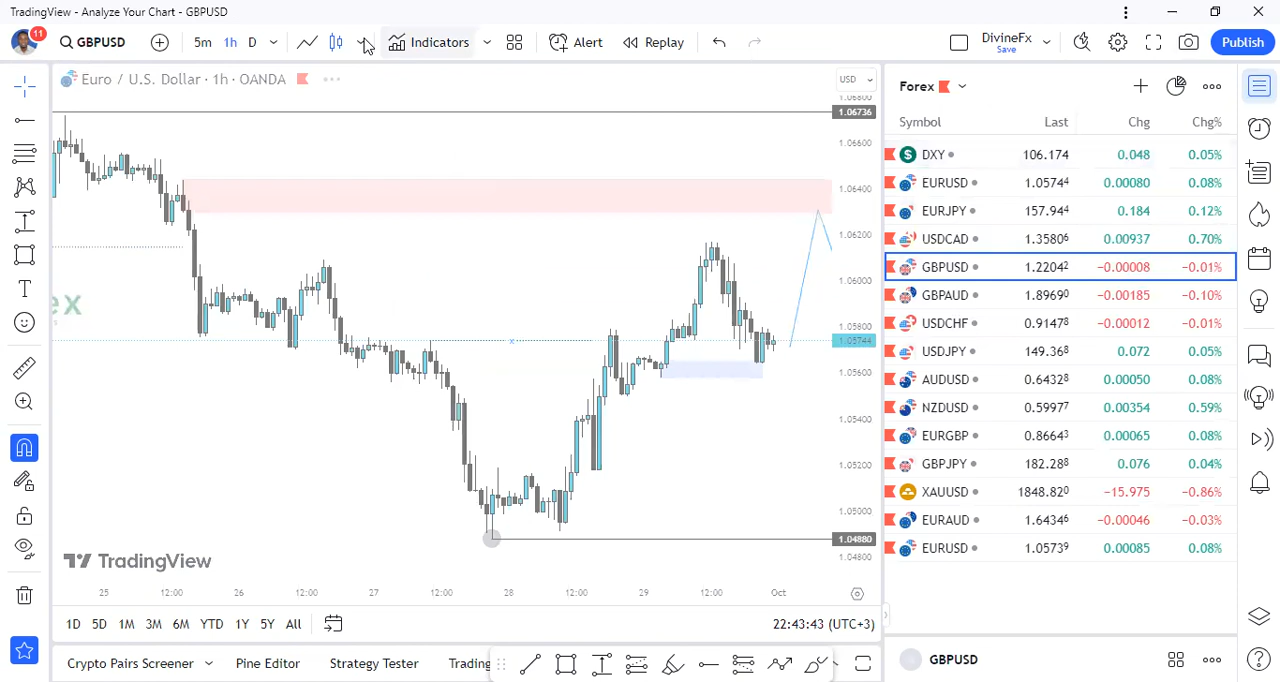 TradingView - Analyze Your Chart - GBPUSD
11
GBPUSD
5m
1h
D
Indicators
Alert
Replay
DivineFx
Save
Publish
Euro / U.S. Dollar · 1h · OANDA
USD
1.06800
1.06736
1.06600
1.06400
1.06200
1.06000
1.05800
1.05744
1.05600
1.05400
1.05200
1.05000
1.04880
1.04800
ex
TradingView
25
12:00
26
12:00
27
12:00
28
12:00
29
12:00
Oct
1D
5D
1M
3M
6M
YTD
1Y
5Y
All
22:43:43 (UTC+3)
Crypto Pairs Screener
Pine Editor
Strategy Tester
Trading
Forex
Symbol Last Chg Chg%
DXY 106.174 0.048 0.05%
EURUSD 1.05744 0.00080 0.08%
EURJPY 157.944 0.184 0.12%
USDCAD 1.35806 0.00937 0.70%
GBPUSD 1.22042 −0.00008 −0.01%
GBPAUD 1.89690 −0.00185 −0.10%
USDCHF 0.91478 −0.00012 −0.01%
USDJPY 149.368 0.072 0.05%
AUDUSD 0.64328 0.00050 0.08%
NZDUSD 0.59977 0.00354 0.59%
EURGBP 0.86643 0.00065 0.08%
GBPJPY 182.288 0.076 0.04%
XAUUSD 1848.820 −15.975 −0.86%
EURAUD 1.64346 −0.00046 −0.03%
EURUSD 1.05739 0.00085 0.08%
GBPUSD